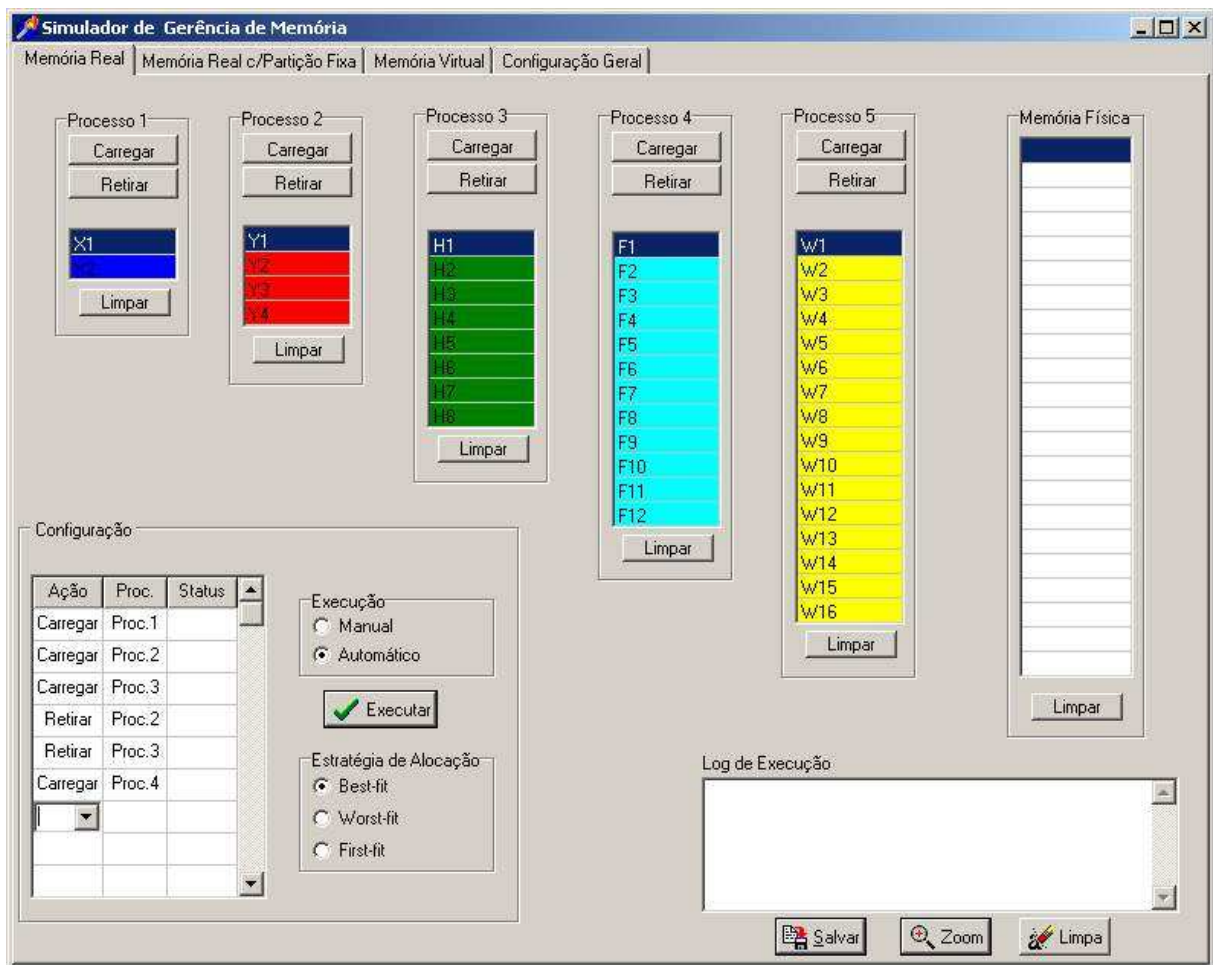 Simulador de Gerência de Memória
Memória Real
Memória Real c/Partição Fixa
Memória Virtual
Configuração Geral
Processo 1
Carregar
Retirar
X1
X2
Limpar
Processo 2
Carregar
Retirar
Y1
Y2
Y3
Y4
Limpar
Processo 3
Carregar
Retirar
H1
H2
H3
H4
H5
H6
H7
H8
Limpar
Processo 4
Carregar
Retirar
F1
F2
F3
F4
F5
F6
F7
F8
F9
F10
F11
F12
Limpar
Processo 5
Carregar
Retirar
W1
W2
W3
W4
W5
W6
W7
W8
W9
W10
W11
W12
W13
W14
W15
W16
Limpar
Memória Física
Limpar
Configuração
Ação Proc. Status
Carregar Proc.1
Carregar Proc.2
Carregar Proc.3
Retirar Proc.2
Retirar Proc.3
Carregar Proc.4
Execução
Manual
Automático
Executar
Estratégia de Alocação
Best-fit
Worst-fit
First-fit
Log de Execução
Salvar
Zoom
Limpa